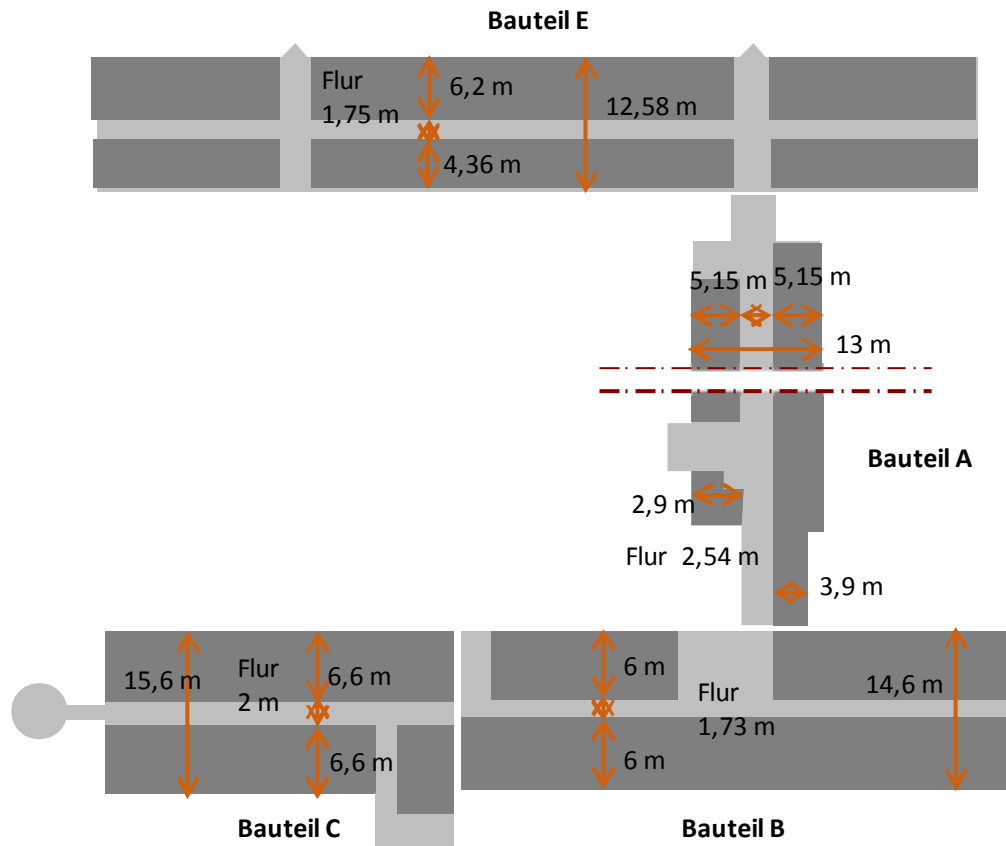 Bauteil E
Flur
1,75 m
6,2 m
12,58 m
4,36 m
5,15 m
5,15 m
13 m
Bauteil A
2,9 m
Flur 2,54 m
3,9 m
15,6 m
Flur
2 m
6,6 m
6,6 m
Bauteil C
6 m
Flur
1,73 m
14,6 m
6 m
Bauteil B